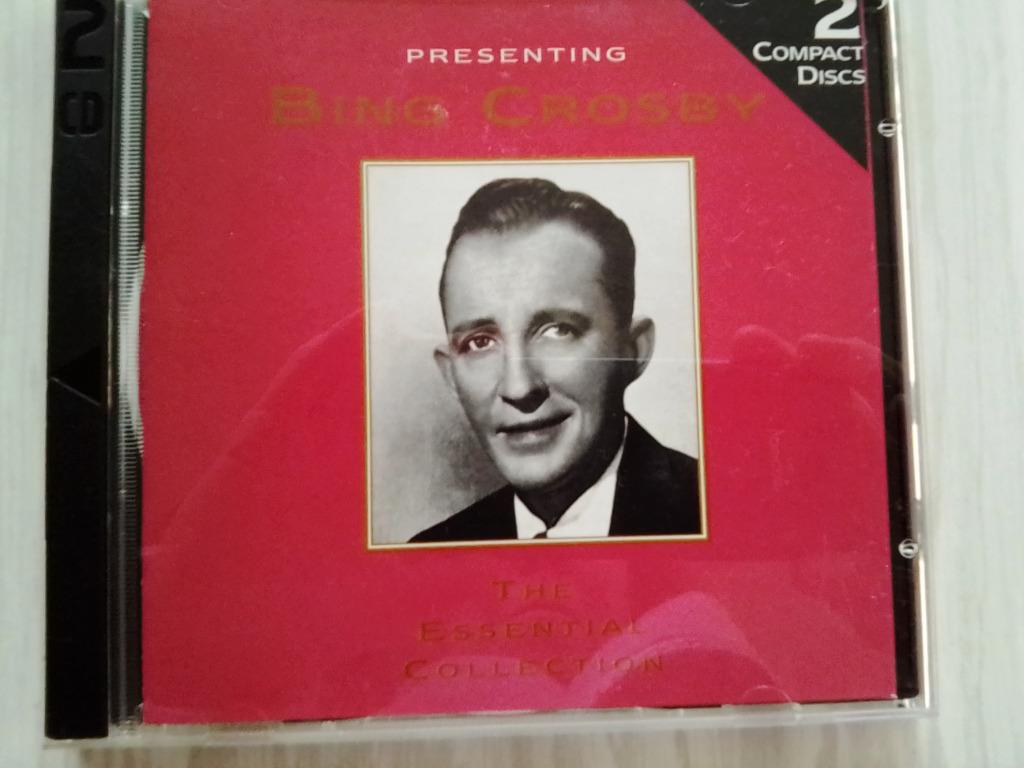 2
COMPACT
DISCS
PRESENTING
BING CROSBY
THE
ESSENTIAL
COLLECTION